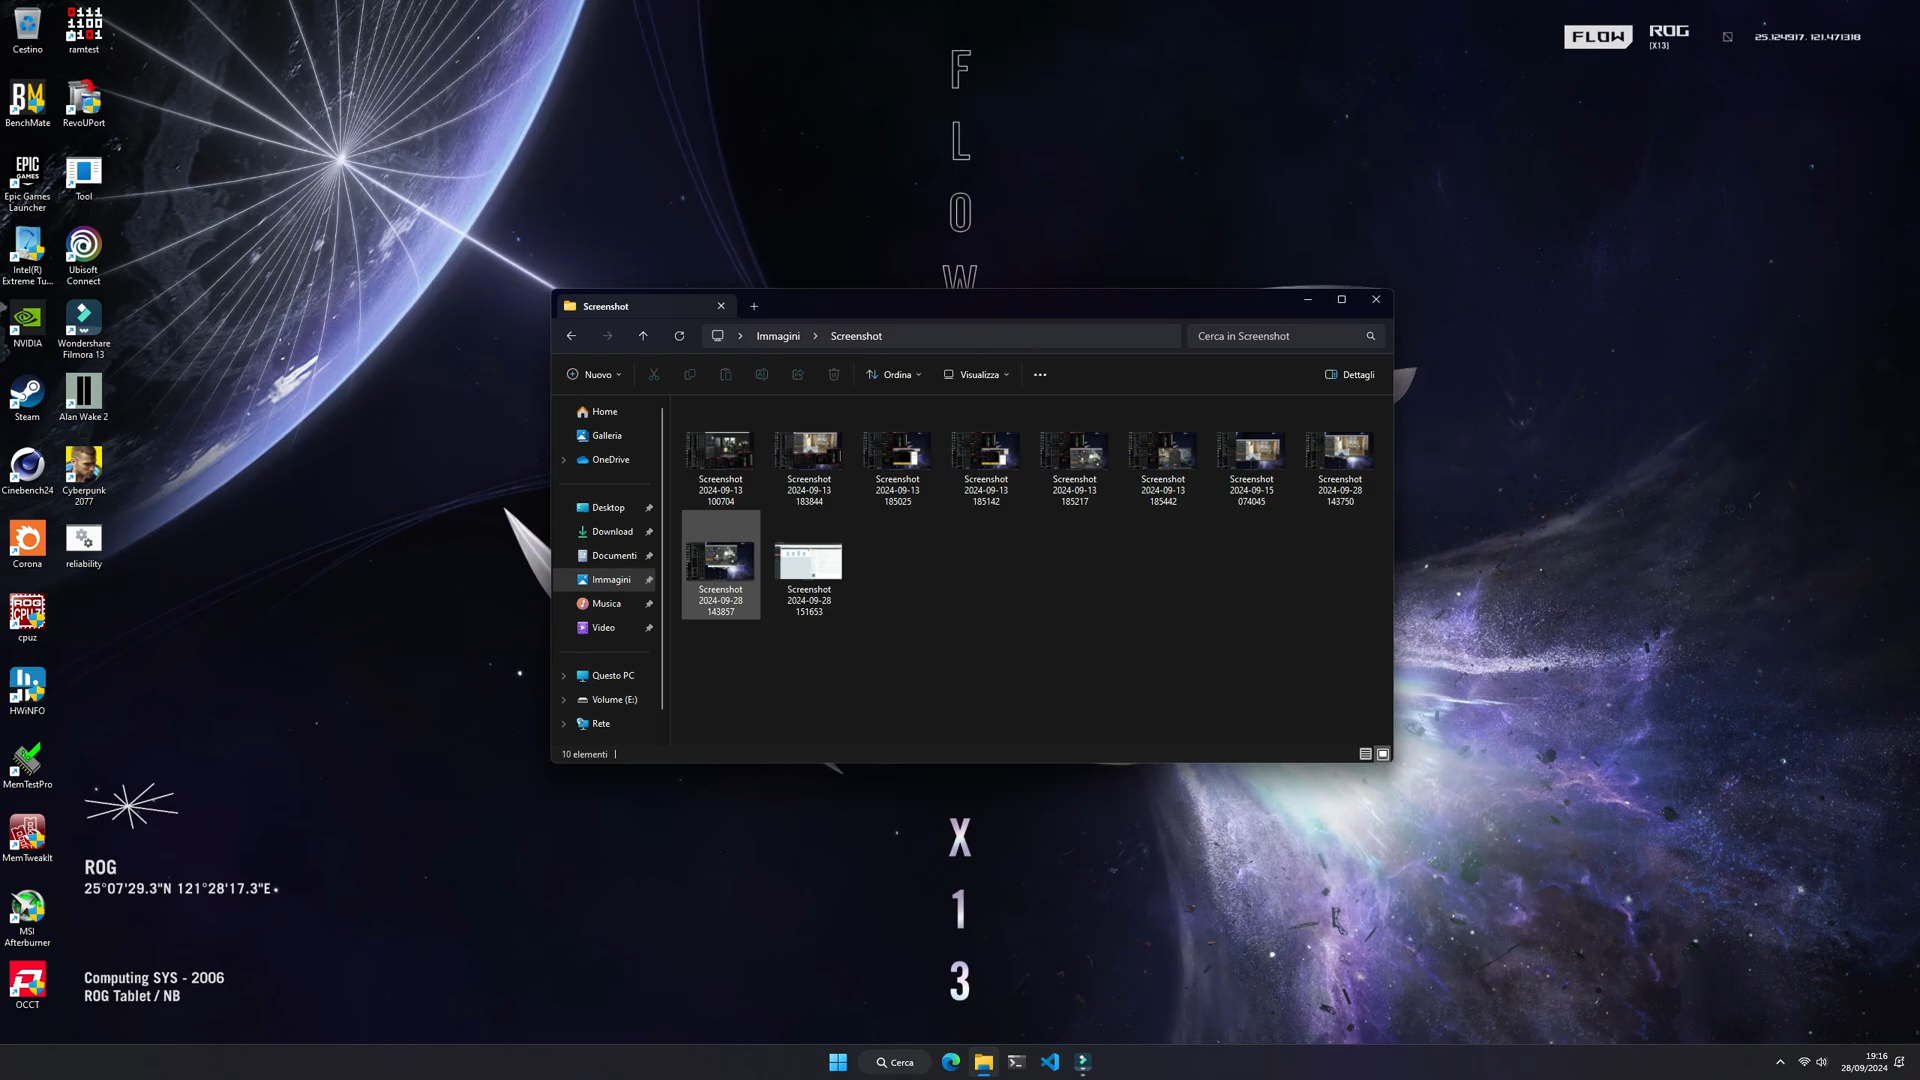 Cestino
ramtest
BenchMate
RevoUPort
EPIC
GAMES
Epic Games
Launcher
Tool
Intel(R)
Extreme Tu...
Ubisoft
Connect
NVIDIA
Wondershare
Filmora 13
Steam
Alan Wake 2
Cinebench24
Cyberpunk
2077
Corona
reliability
cpuz
HWiNFO
MemTestPro
MemTweakIt
MSI
Afterburner
OCCT
ROG
25°07'29.3"N 121°28'17.3"E
Computing SYS - 2006
ROG Tablet / NB
F
L
O
W
X
1
3
FLOW
ROG
[X13]
25.124917, 121.471318
Screenshot
Immagini
Screenshot
Cerca in Screenshot
Nuovo
Ordina
Visualizza
Dettagli
Home
Galleria
OneDrive
Desktop
Download
Documenti
Immagini
Musica
Video
Questo PC
Volume (E:)
Rete
Screenshot
2024-09-13
100704
Screenshot
2024-09-13
183844
Screenshot
2024-09-13
185025
Screenshot
2024-09-13
185142
Screenshot
2024-09-13
185217
Screenshot
2024-09-13
185442
Screenshot
2024-09-15
074045
Screenshot
2024-09-28
143750
Screenshot
2024-09-28
143857
Screenshot
2024-09-28
151653
10 elementi
Cerca
19:16
28/09/2024